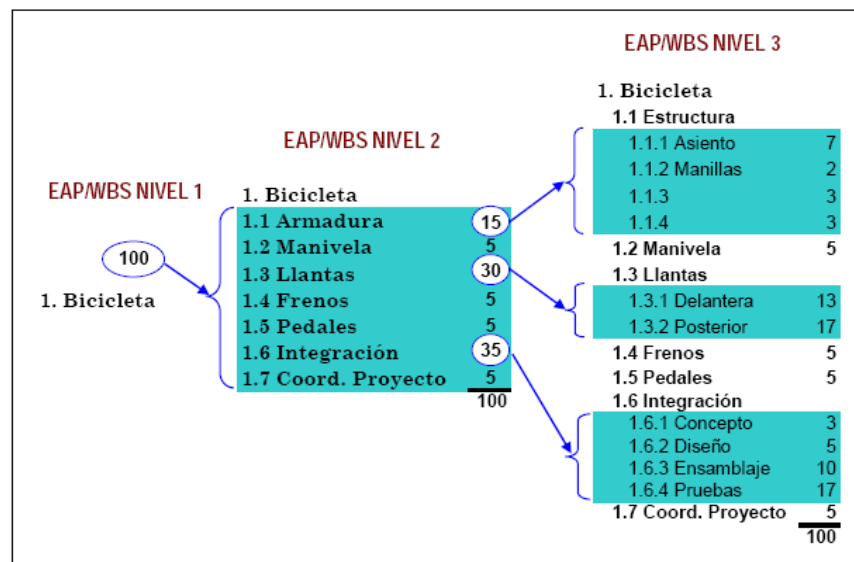 EAP/WBS NIVEL 1
100
1. Bicicleta
EAP/WBS NIVEL 2
1. Bicicleta
1.1 Armadura 15
1.2 Manivela 5
1.3 Llantas 30
1.4 Frenos 5
1.5 Pedales 5
1.6 Integración 35
1.7 Coord. Proyecto 5
100
EAP/WBS NIVEL 3
1. Bicicleta
1.1 Estructura
1.1.1 Asiento 7
1.1.2 Manillas 2
1.1.3 3
1.1.4 3
1.2 Manivela 5
1.3 Llantas
1.3.1 Delantera 13
1.3.2 Posterior 17
1.4 Frenos 5
1.5 Pedales 5
1.6 Integración
1.6.1 Concepto 3
1.6.2 Diseño 5
1.6.3 Ensamblaje 10
1.6.4 Pruebas 17
1.7 Coord. Proyecto 5
100